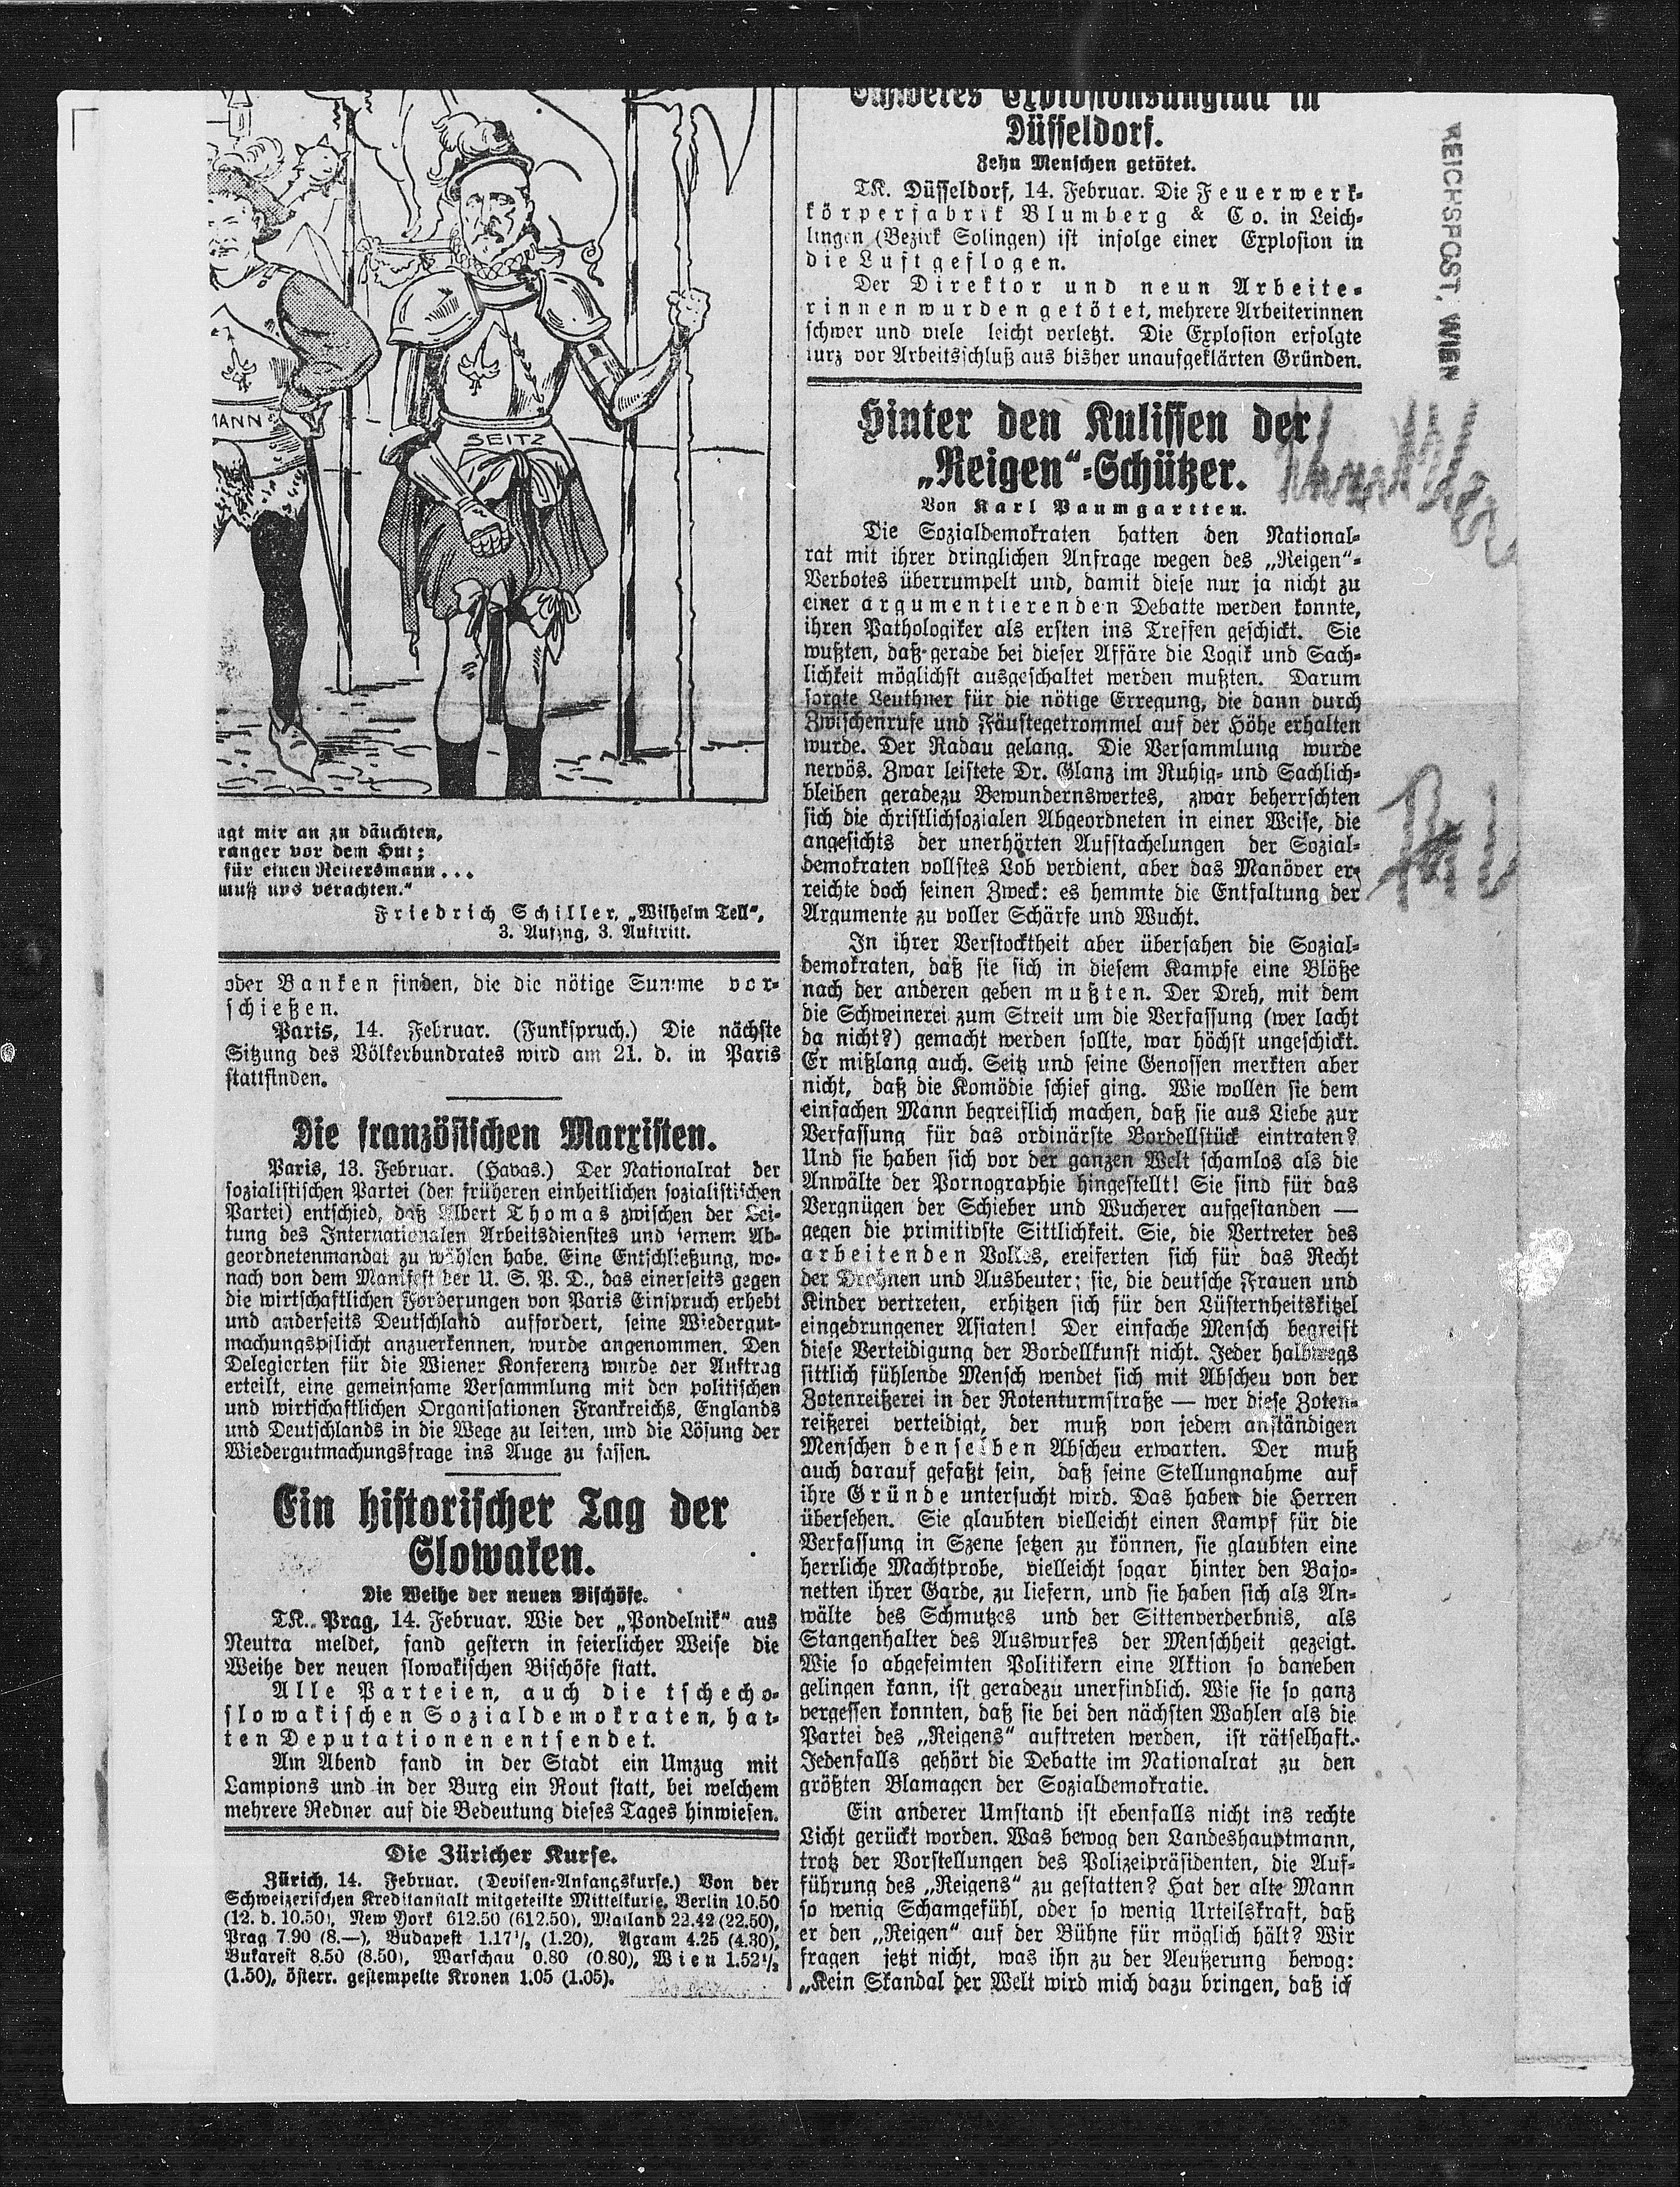 MANN
SEITZ
mir an zu däuchten,
vor dem Hut;
für einen Reitersmann...
muß uns verachten.“
Friedrich Schiller, „Wilhelm Tell“,
3. Aufzug, 3. Auftritt.
oder Banken finden, die die nötige Summe vor-
schießen.
Paris, 14. Februar. (Funkspruch.) Die nächste
Sitzung des Völkerbundrates wird am 21. d. in Paris
stattfinden.
Die französischen Marxisten.
Paris, 13. Februar. (Havas.) Der Nationalrat der
sozialistischen Partei (der früheren einheitlichen sozialistischen
Partei) entschied, daß Albert Thomas zwischen der Lei-
tung des Internationalen Arbeitsdienstes und seinem Ab-
geordnetenmandat zu wählen habe. Eine Entschließung, wo-
nach von dem Manifest der U. S. P. D., das einerseits gegen
die wirtschaftlichen Forderungen von Paris Einspruch erhebt
und anderseits Deutschland auffordert, seine Wiedergut-
machungspflicht anzuerkennen, wurde angenommen. Den
Delegierten für die Wiener Konferenz wurde der Auftrag
erteilt, eine gemeinsame Versammlung mit den politischen
und wirtschaftlichen Organisationen Frankreichs, Englands
und Deutschlands in die Wege zu leiten, und die Lösung der
Wiedergutmachungsfrage ins Auge zu fassen.
Ein historischer Tag der
Slowaken.
Die Weihe der neuen Bischöfe.
TK. Prag, 14. Februar. Wie der „Pondelnik“ aus
Neutra meldet, fand gestern in feierlicher Weise die
Weihe der neuen slowakischen Bischöfe statt.
Alle Parteien, auch die tschecho-
slowakischen Sozialdemokraten, hat-
ten Deputationen entsendet.
Am Abend fand in der Stadt ein Umzug mit
Lampions und in der Burg ein Rout statt, bei welchem
mehrere Redner auf die Bedeutung dieses Tages hinwiesen.
Die Züricher Kurse.
Zürich, 14. Februar. (Devisen-Anfangskurse.) Von der
Schweizerischen Kreditanstalt mitgeteilte Mittelkurse. Berlin 10.50
(12. d. 10.50), New York 612.50 (612.50), Mailand 22.42 (22.50),
Prag 7.90 (8.—), Budapest 1.17½ (1.20), Agram 4.25 (4.30),
Bukarest 8.50 (8.50), Warschau 0.80 (0.80), Wien 1.52½
(1.50), österr. gestempelte Kronen 1.05 (1.05).
Schweres Explosionsunglück in
Düsseldorf.
Zehn Menschen getötet.
TK. Düsseldorf, 14. Februar. Die Feuerwerk-
körperfabrik Blumberg & Co. in Leich-
lingen (Bezirk Solingen) ist infolge einer Explosion in
die Luft geflogen.
Der Direktor und neun Arbeite-
rinnen wurden getötet, mehrere Arbeiterinnen
schwer und viele leicht verletzt. Die Explosion erfolgte
kurz vor Arbeitsschluß aus bisher unaufgeklärten Gründen.
Hinter den Kulissen der
„Reigen“-Schützer.
Von Karl Paumgartten.
Die Sozialdemokraten hatten den National-
rat mit ihrer dringlichen Anfrage wegen des „Reigen“-
Verbotes überrumpelt und, damit diese nur ja nicht zu
einer argumentierenden Debatte werden konnte,
ihren Pathologiker als ersten ins Treffen geschickt. Sie
wußten, daß gerade bei dieser Affäre die Logik und Sach-
lichkeit möglichst ausgeschaltet werden mußten. Darum
sorgte Leuthner für die nötige Erregung, die dann durch
Zwischenrufe und Fäustegetrommel auf der Höhe erhalten
wurde. Der Radau gelang. Die Versammlung wurde
nervös. Zwar leistete Dr. Glanz im Ruhig- und Sachlich-
bleiben geradezu Bewundernswertes, zwar beherrschten
sich die christlichsozialen Abgeordneten in einer Weise, die
angesichts der unerhörten Aufstachelungen der Sozial-
demokraten vollstes Lob verdient, aber das Manöver er-
reichte doch seinen Zweck: es hemmte die Entfaltung der
Argumente zu voller Schärfe und Wucht.
In ihrer Verstocktheit aber übersahen die Sozial-
demokraten, daß sie sich in diesem Kampfe eine Blöße
nach der anderen geben mußten. Der Dreh, mit dem
die Schweinerei zum Streit um die Verfassung (wer lacht
da nicht?) gemacht werden sollte, war höchst ungeschickt.
Er mißlang auch. Seitz und seine Genossen merkten aber
nicht, daß die Komödie schief ging. Wie wollen sie dem
einfachen Mann begreiflich machen, daß sie aus Liebe zur
Verfassung für das ordinärste Bordellstück eintraten?
Und sie haben sich vor der ganzen Welt schamlos als die
Anwälte der Pornographie hingestellt! Sie sind für das
Vergnügen der Schieber und Wucherer aufgestanden —
gegen die primitivste Sittlichkeit. Sie, die Vertreter des
arbeitenden Volkes, ereiferten sich für das Recht
der Drohnen und Ausbeuter; sie, die deutsche Frauen und
Kinder vertreten, erhitzen sich für den Lüsternheitskitzel
eingedrungener Asiaten! Der einfache Mensch begreift
diese Verteidigung der Bordellkunst nicht. Jeder halbwegs
sittlich fühlende Mensch wendet sich mit Abscheu von der
Zotenreißerei in der Rotenturmstraße — wer diese Zoten-
reißerei verteidigt, der muß von jedem anständigen
Menschen denselben Abscheu erwarten. Der muß
auch darauf gefaßt sein, daß seine Stellungnahme auf
ihre Gründe untersucht wird. Das haben die Herren
übersehen. Sie glaubten vielleicht einen Kampf für die
Verfassung in Szene setzen zu können, sie glaubten eine
herrliche Machtprobe, vielleicht sogar hinter den Bajo-
netten ihrer Garde, zu liefern, und sie haben sich als An-
wälte des Schmutzes und der Sittenverderbnis, als
Stangenhalter des Auswurfes der Menschheit gezeigt.
Wie so abgefeimten Politikern eine Aktion so daneben
gelingen kann, ist geradezu unerfindlich. Wie sie so ganz
vergessen konnten, daß sie bei den nächsten Wahlen als die
Partei des „Reigens“ auftreten werden, ist rätselhaft.
Jedenfalls gehört die Debatte im Nationalrat zu den
größten Blamagen der Sozialdemokratie.
Ein anderer Umstand ist ebenfalls nicht ins rechte
Licht gerückt worden. Was bewog den Landeshauptmann,
trotz der Vorstellungen des Polizeipräsidenten, die Auf-
führung des „Reigens“ zu gestatten? Hat der alte Mann
so wenig Schamgefühl, oder so wenig Urteilskraft, daß
er den „Reigen“ auf der Bühne für möglich hält? Wir
fragen jetzt nicht, was ihn zu der Aeußerung bewog:
„Kein Skandal der Welt wird mich dazu bringen, daß ich
REICHSPOST, WIEN